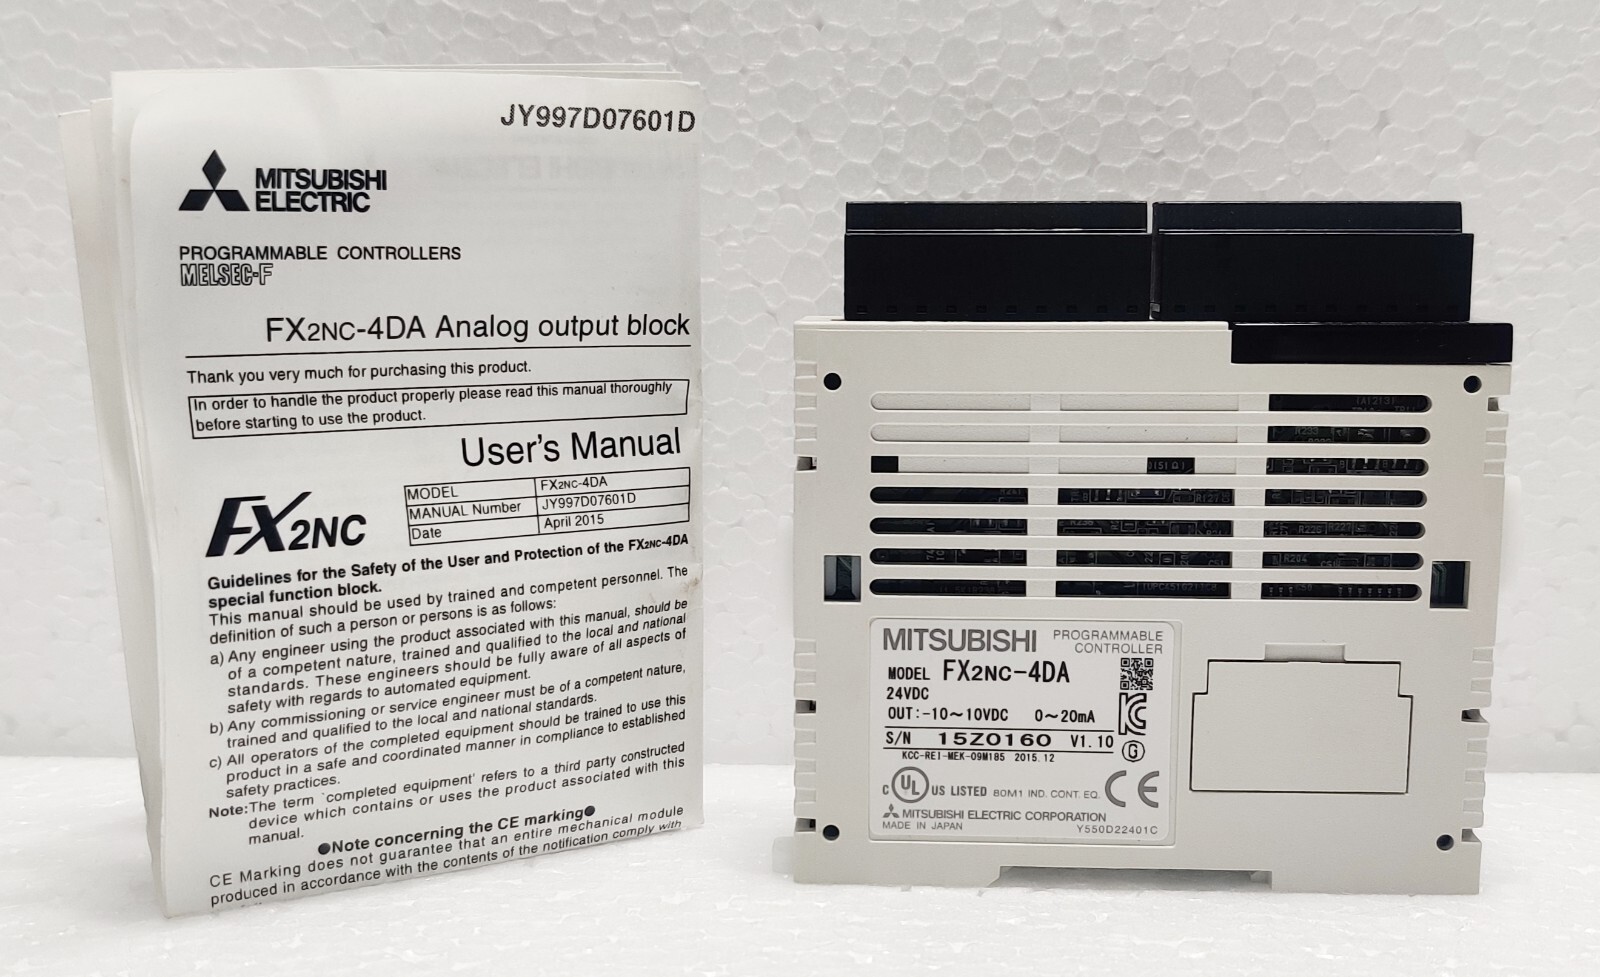 JY997D07601D
MITSUBISHI
ELECTRIC
PROGRAMMABLE CONTROLLERS
MELSEC-F
FX2NC-4DA Analog output block
Thank you very much for purchasing this product.
In order to handle the product properly please read this manual thoroughly
before starting to use the product.
User's Manual
MODEL FX2NC-4DA
MANUAL Number JY997D07601D
Date April 2015
FX2NC
Guidelines for the Safety of the User and Protection of the FX2NC-4DA
special function block.
This manual should be used by trained and competent personnel. The
definition of such a person or persons is as follows:
a) Any engineer using the product associated with this manual, should be
of a competent nature, trained and qualified to the local and national
standards. These engineers should be fully aware of all aspects of
safety with regards to automated equipment.
b) Any commissioning or service engineer must be of a competent nature,
trained and qualified to the local and national standards.
c) All operators of the completed equipment should be trained to use this
product in a safe and coordinated manner in compliance to established
safety practices.
Note:The term 'completed equipment' refers to a third party constructed
device which contains or uses the product associated with this
manual.
●Note concerning the CE marking●
CE Marking does not guarantee that an entire mechanical module
produced in accordance with the contents of the notification comply with
MITSUBISHI PROGRAMMABLE
CONTROLLER
MODEL FX2NC-4DA
24VDC
OUT:-10~10VDC 0~20mA
S/N 15Z0160 V1.10
KCC-REI-MEK-09M185 2015.12
G
C UL US LISTED 80M1 IND. CONT. EQ. CE
MITSUBISHI ELECTRIC CORPORATION
MADE IN JAPAN Y550D22401C